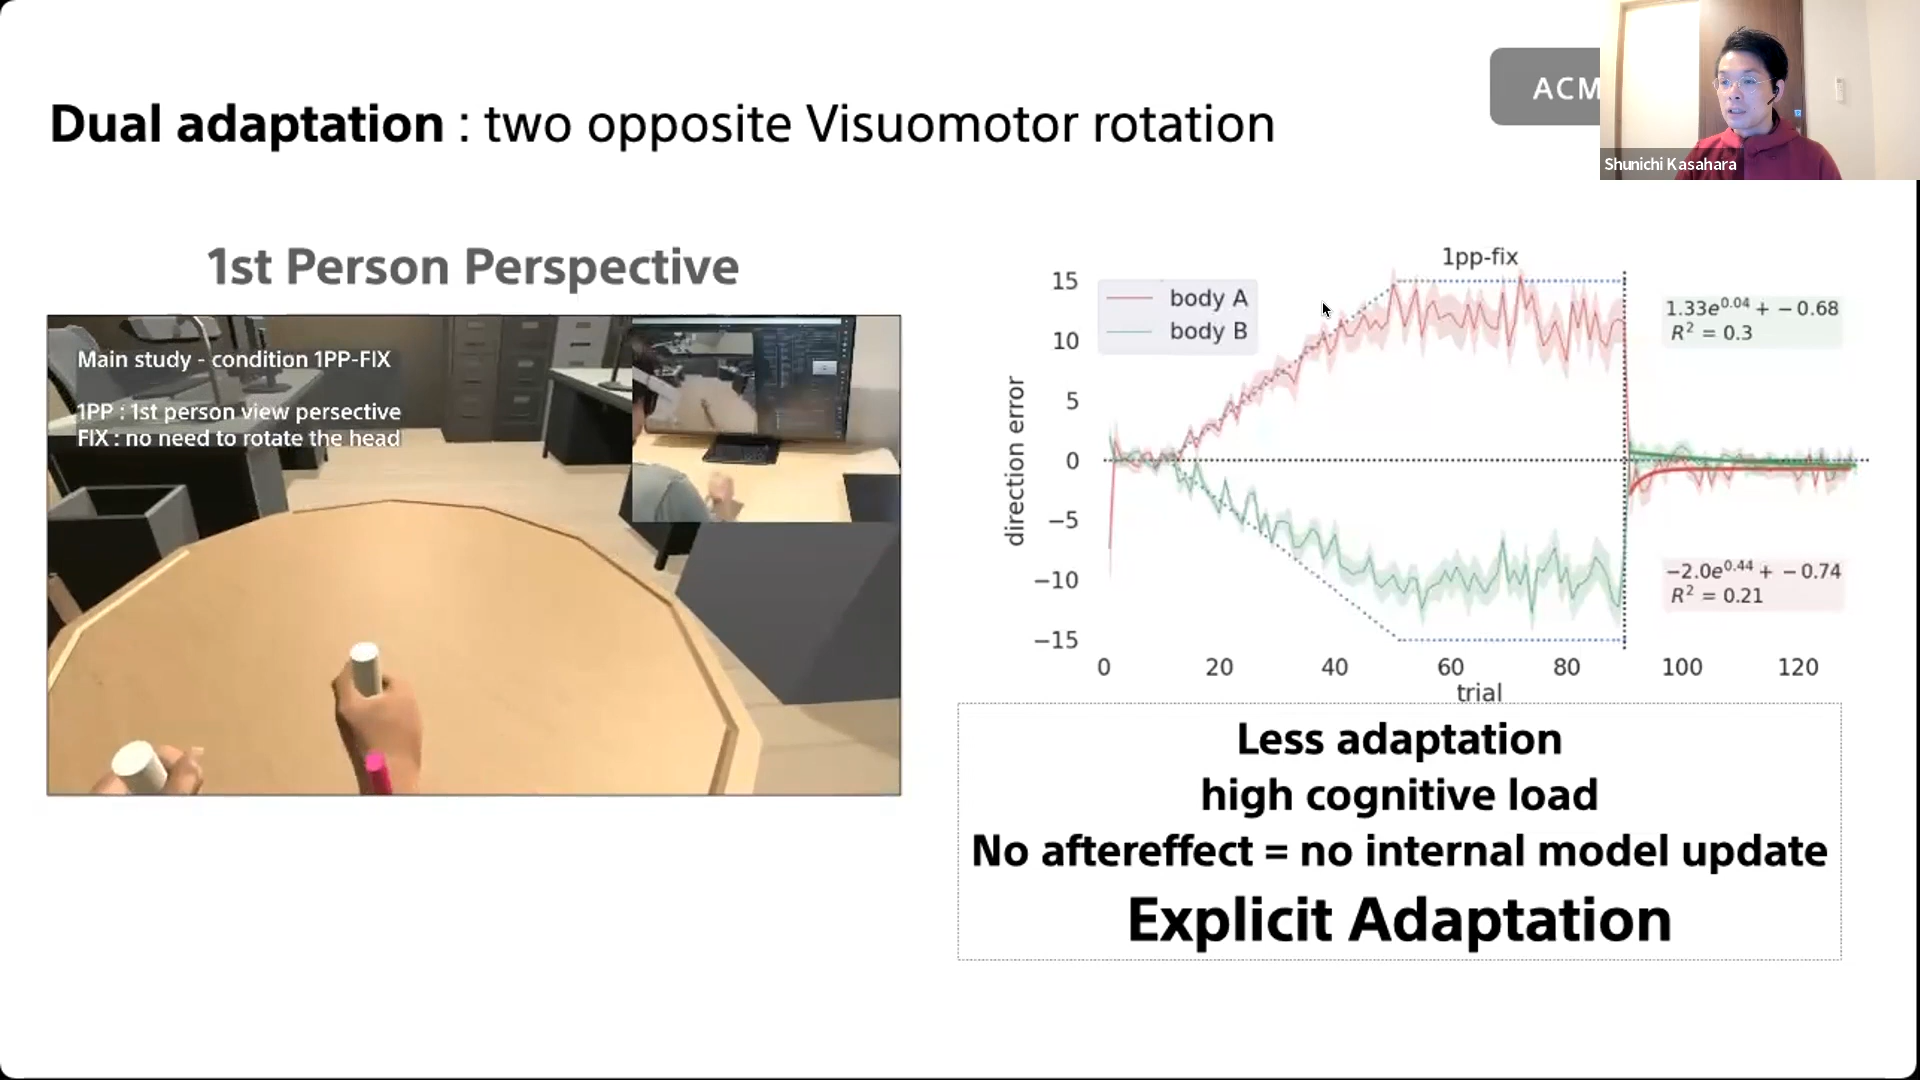 Dual adaptation : two opposite Visuomotor rotation
ACM
Shunichi Kasahara
1st Person Perspective
Main study - condition 1PP-FIX
1PP : 1st person view persective
FIX : no need to rotate the head
1pp-fix
body A
body B
direction error
15
10
5
0
−5
−10
−15
0 20 40 60 80 100 120
trial
1.33e^0.04 + − 0.68
R² = 0.3
−2.0e^0.44 + − 0.74
R² = 0.21
Less adaptation
high cognitive load
No aftereffect = no internal model update
Explicit Adaptation